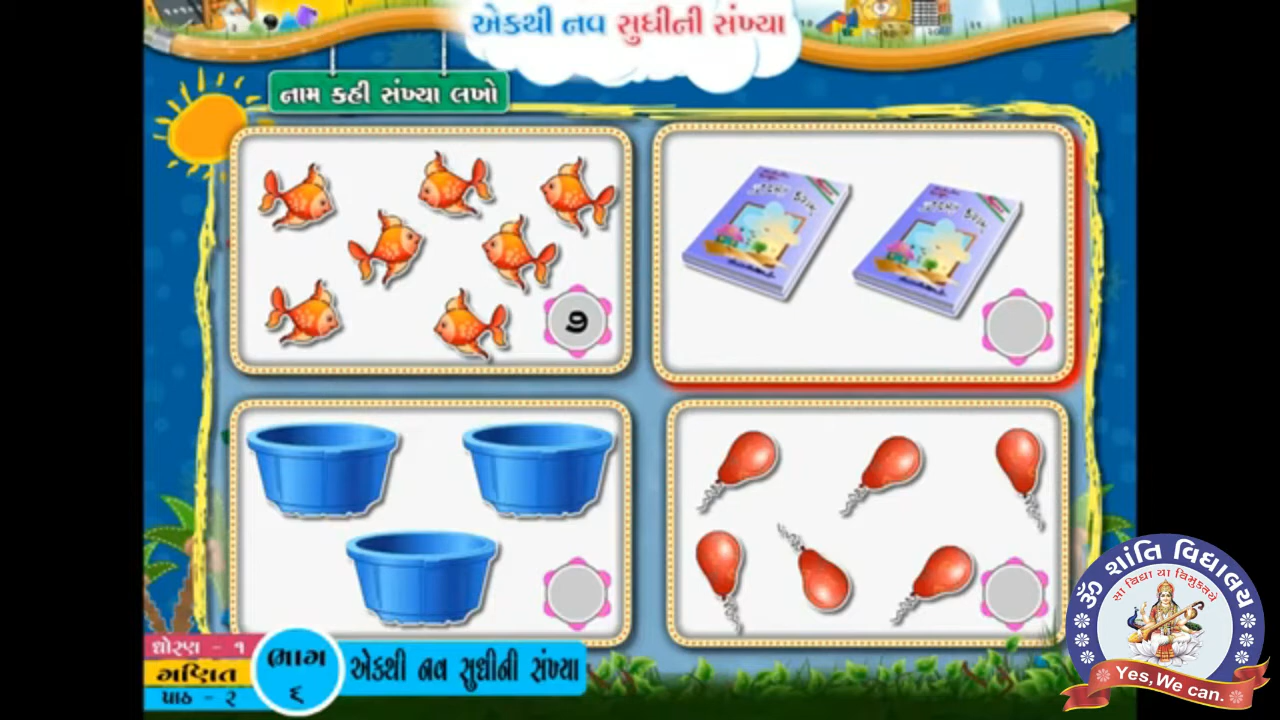 એકથી નવ સુધીની સંખ્યા
નામ કહી સંખ્યા લખો
૭
ધોરણ - ૧
ગણિત
પાઠ - ૨
ભાગ
૬
એકથી નવ સુધીની સંખ્યા
ૐ શાંતિ વિદ્યાલય
સા વિદ્યા યા વિમુક્તયે
Yes, We can.